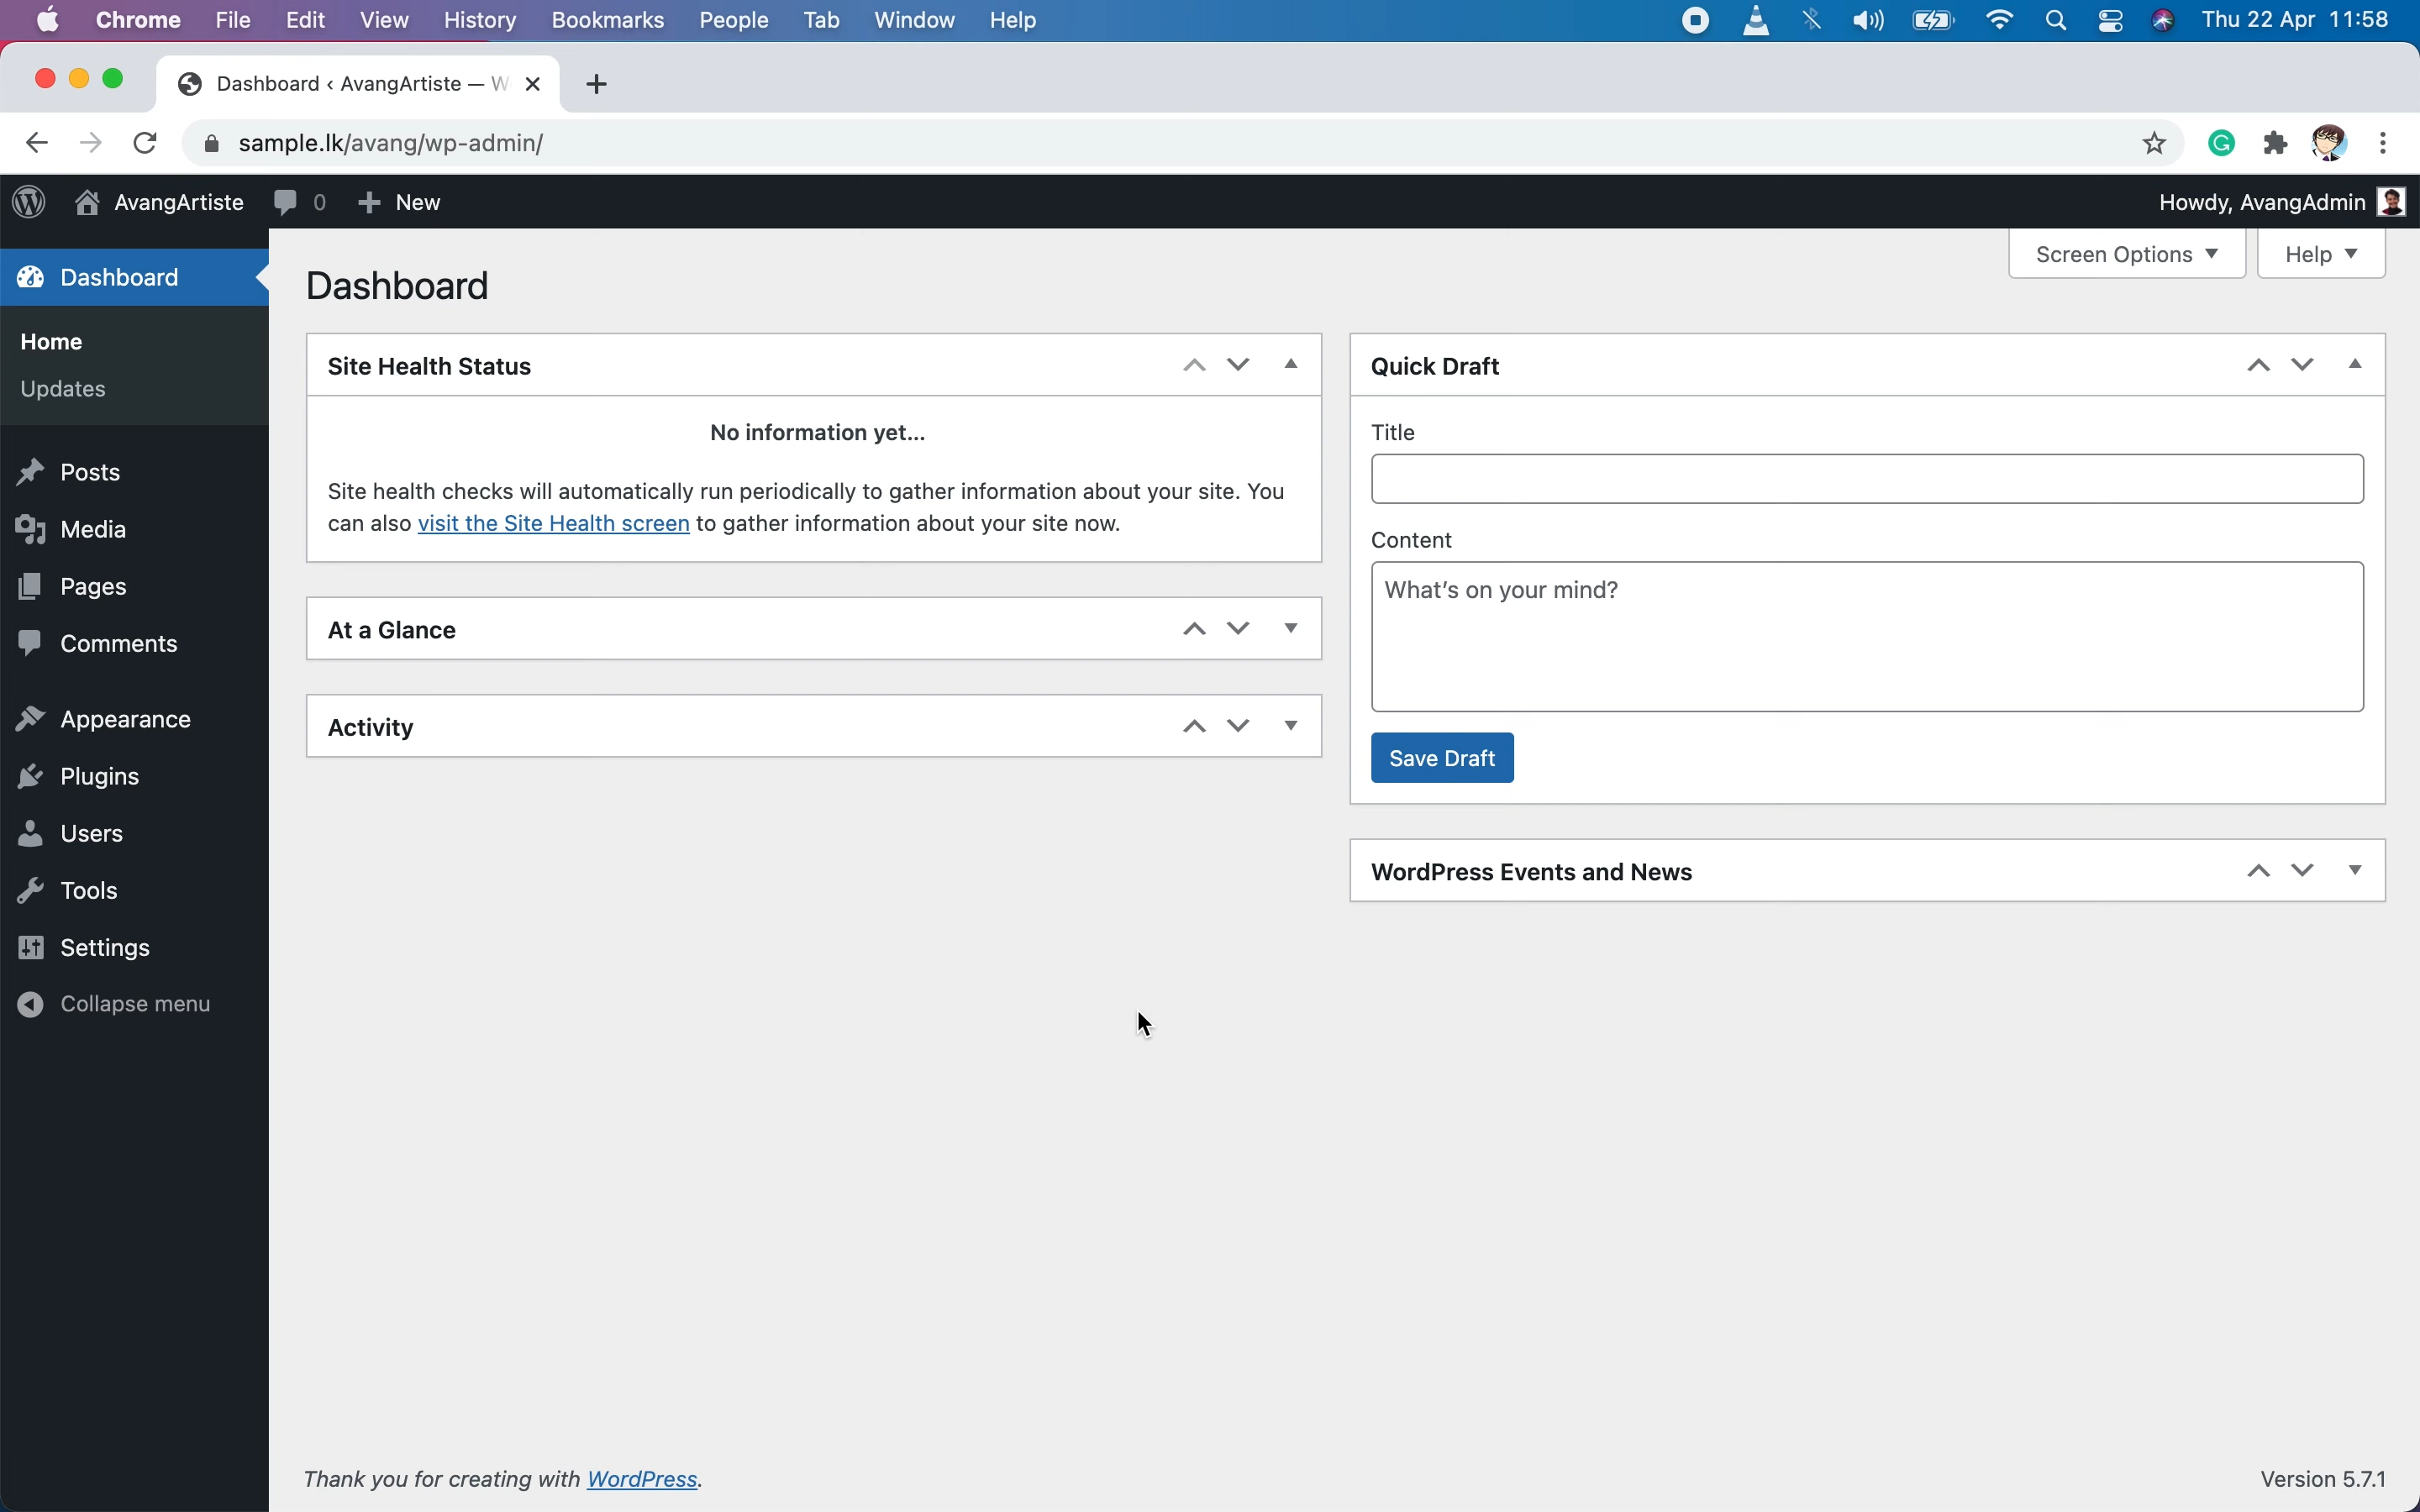 Chrome File Edit View History Bookmarks People Tab Window Help Thu 22 Apr 11:58
Dashboard ‹ AvangArtiste — W
sample.lk/avang/wp-admin/
AvangArtiste 0 New Howdy, AvangAdmin
Screen Options Help
Dashboard
Home
Updates
Posts
Media
Pages
Comments
Appearance
Plugins
Users
Tools
Settings
Collapse menu
Dashboard
Site Health Status
No information yet...
Site health checks will automatically run periodically to gather information about your site. You
can also visit the Site Health screen to gather information about your site now.
At a Glance
Activity
Quick Draft
Title
Content
What's on your mind?
Save Draft
WordPress Events and News
Thank you for creating with WordPress.
Version 5.7.1